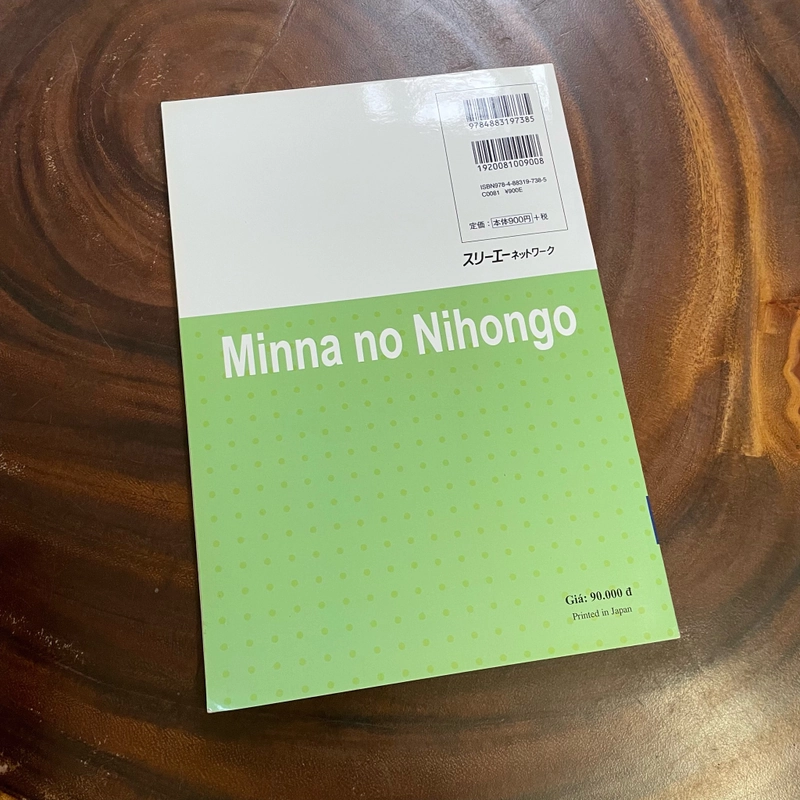 9784883197385
1920081009008
ISBN978-4-88319-738-5
C0081 ¥900E
定価：本体900円＋税
スリーエーネットワーク
Minna no Nihongo
Giá: 90.000 đ
Printed in Japan